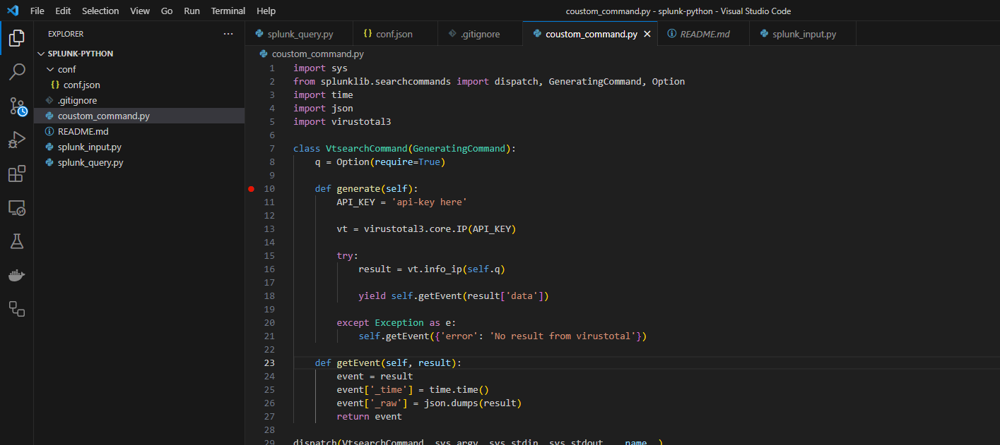 File Edit Selection View Go Run Terminal Help
coustom_command.py - splunk-python - Visual Studio Code
EXPLORER
SPLUNK-PYTHON
conf
{} conf.json
.gitignore
coustom_command.py
README.md
splunk_input.py
splunk_query.py
splunk_query.py {} conf.json .gitignore coustom_command.py README.md splunk_input.py
coustom_command.py
1 import sys
2 from splunklib.searchcommands import dispatch, GeneratingCommand, Option
3 import time
4 import json
5 import virustotal3
6
7 class VtsearchCommand(GeneratingCommand):
8 q = Option(require=True)
9
10 def generate(self):
11 API_KEY = 'api-key here'
12
13 vt = virustotal3.core.IP(API_KEY)
14
15 try:
16 result = vt.info_ip(self.q)
17
18 yield self.getEvent(result['data'])
19
20 except Exception as e:
21 self.getEvent({'error': 'No result from virustotal'})
22
23 def getEvent(self, result):
24 event = result
25 event['_time'] = time.time()
26 event['_raw'] = json.dumps(result)
27 return event
28
29 dispatch(VtsearchCommand, sys.argv, sys.stdin, sys.stdout, __name__)